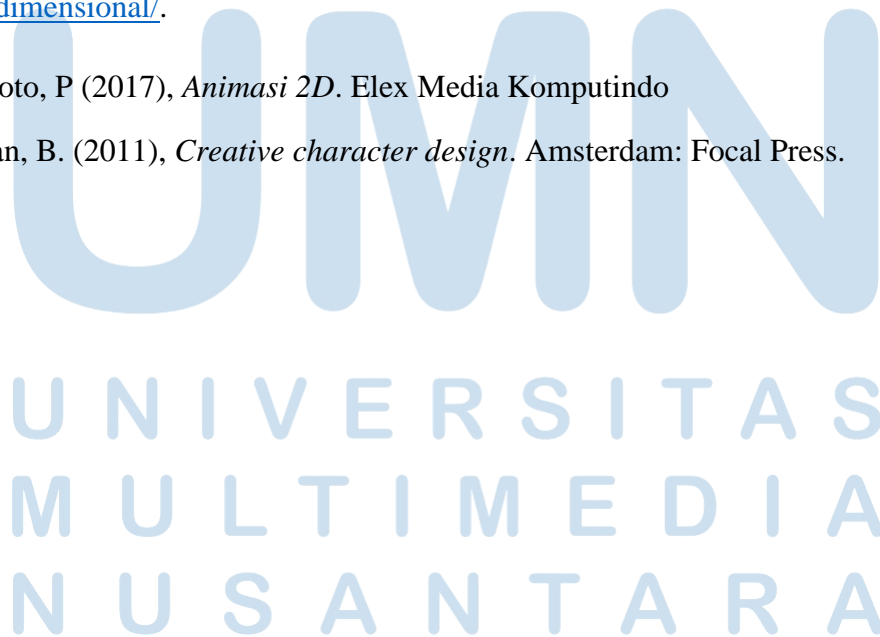 dimensional/.
oto, P (2017), Animasi 2D. Elex Media Komputindo
an, B. (2011), Creative character design. Amsterdam: Focal Press.
UMN
UNIVERSITAS
MULTIMEDIA
NUSANTARA